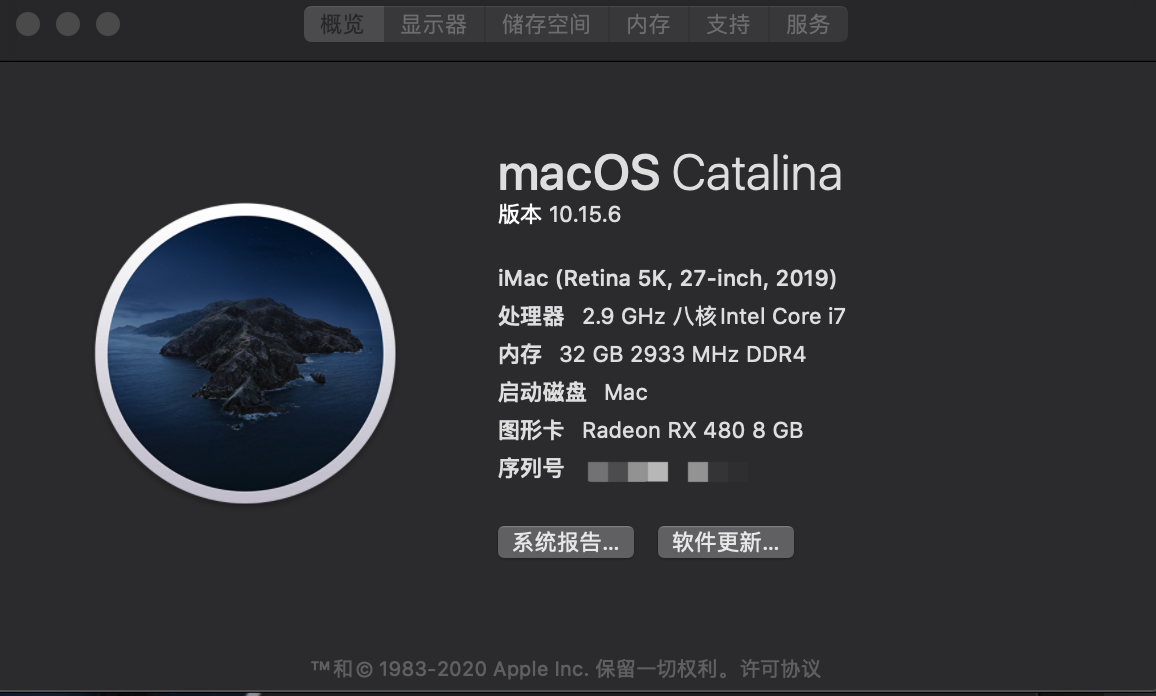 概览 显示器 储存空间 内存 支持 服务
macOS Catalina
版本 10.15.6
iMac (Retina 5K, 27-inch, 2019)
处理器 2.9 GHz 八核Intel Core i7
内存 32 GB 2933 MHz DDR4
启动磁盘 Mac
图形卡 Radeon RX 480 8 GB
序列号
系统报告... 软件更新...
™和© 1983-2020 Apple Inc. 保留一切权利。许可协议